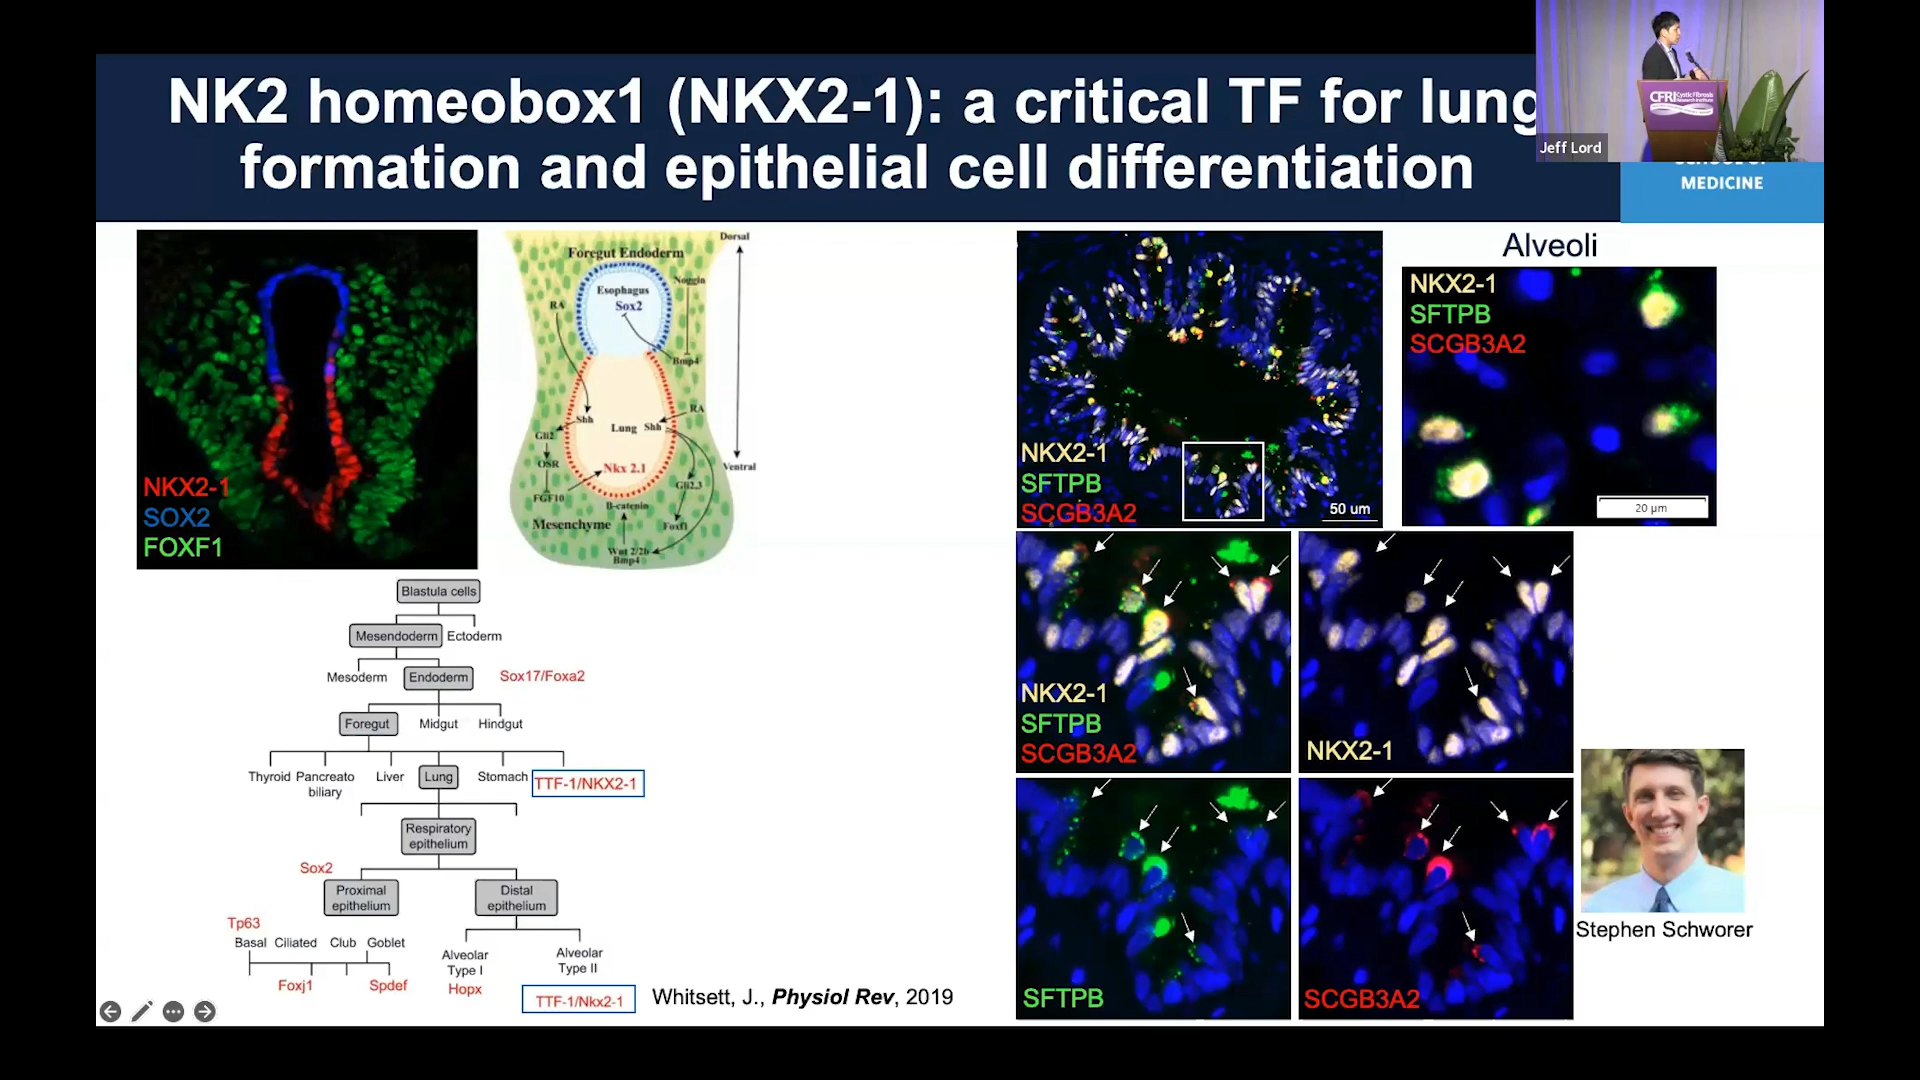 NK2 homeobox1 (NKX2-1): a critical TF for lung
formation and epithelial cell differentiation
CFRI Cystic Fibrosis
Research Institute
Jeff Lord
MEDICINE
NKX2-1
SOX2
FOXF1
Dorsal
Foregut Endoderm
Noggin
Esophagus
Sox2
RA
Bmp4
RA
Shh
Lung Shh
Gli2
OSR
Nkx 2.1
Ventral
Gli2,3
FGF10
B-catenin
Mesenchyme
Foxf1
Wnt 2/2b
Bmp4
Blastula cells
Mesendoderm Ectoderm
Mesoderm Endoderm Sox17/Foxa2
Foregut Midgut Hindgut
Thyroid Pancreato Liver Lung Stomach TTF-1/NKX2-1
biliary
Respiratory
epithelium
Sox2
Proximal Distal
epithelium epithelium
Tp63
Basal Ciliated Club Goblet
Alveolar Alveolar
Type I Type II
Foxj1 Spdef Hopx
TTF-1/Nkx2-1
Whitsett, J., Physiol Rev, 2019
NKX2-1
SFTPB
SCGB3A2
50 um
Alveoli
NKX2-1
SFTPB
SCGB3A2
20 µm
NKX2-1
SFTPB
SCGB3A2
NKX2-1
SFTPB
SCGB3A2
Stephen Schworer